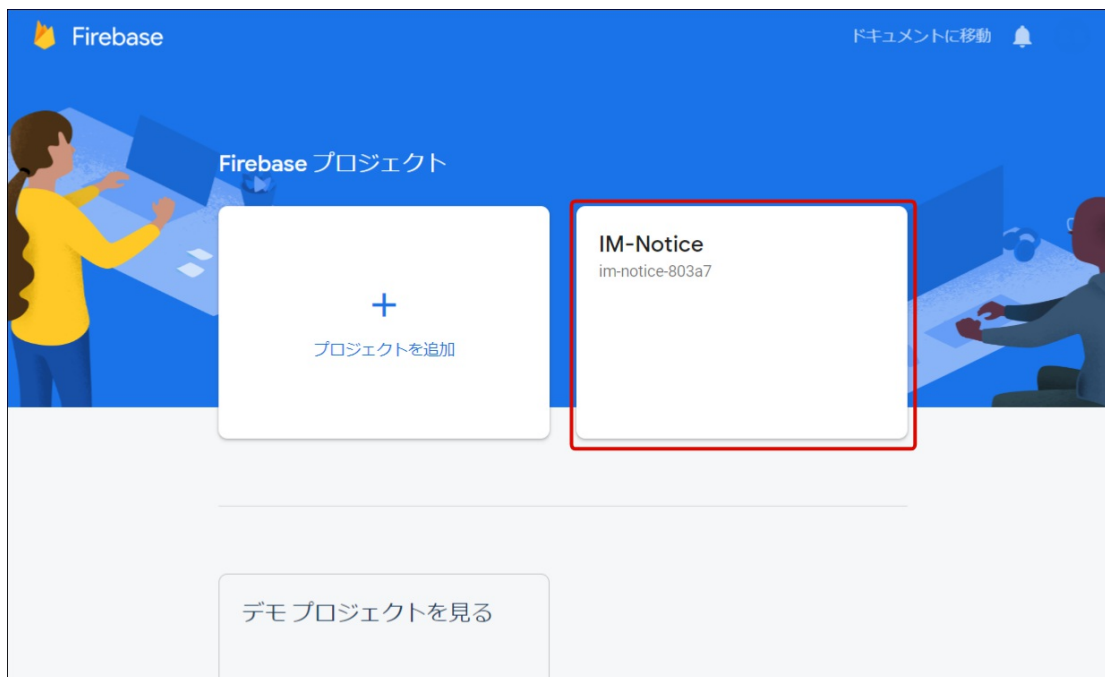 Firebase
ドキュメントに移動
Firebase プロジェクト
プロジェクトを追加
IM-Notice
im-notice-803a7
デモ プロジェクトを見る